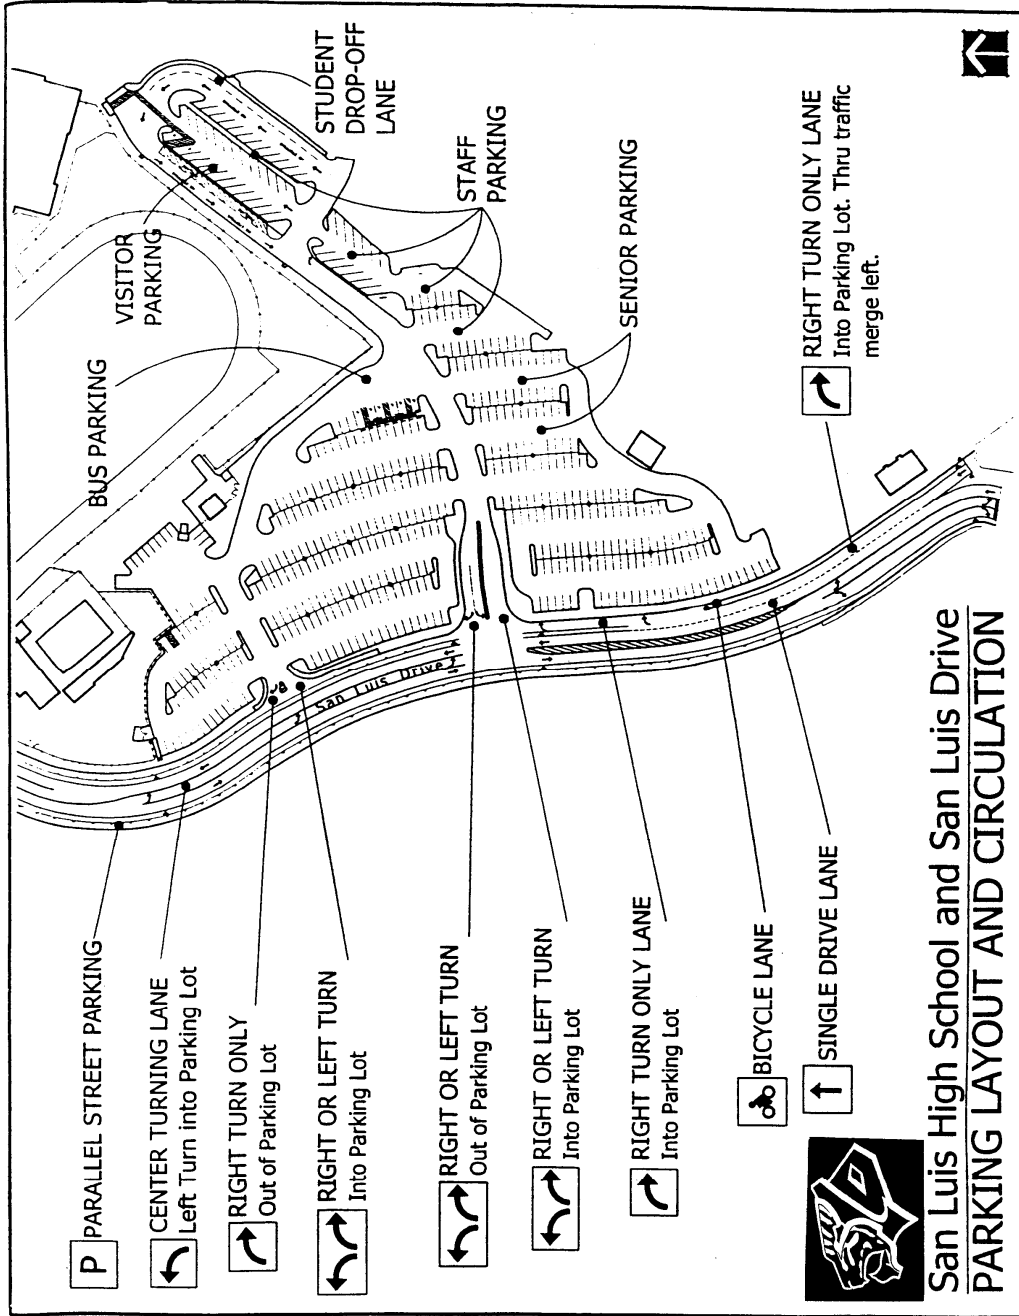 P PARALLEL STREET PARKING
CENTER TURNING LANE
Left Turn into Parking Lot
RIGHT TURN ONLY
Out of Parking Lot
RIGHT OR LEFT TURN
Into Parking Lot
RIGHT OR LEFT TURN
Out of Parking Lot
RIGHT OR LEFT TURN
Into Parking Lot
RIGHT TURN ONLY LANE
Into Parking Lot
BICYCLE LANE
SINGLE DRIVE LANE
San Luis Drive
BUS PARKING
VISITOR
PARKING
STUDENT
DROP-OFF
LANE
STAFF
PARKING
SENIOR PARKING
RIGHT TURN ONLY LANE
Into Parking Lot. Thru traffic
merge left.
San Luis High School and San Luis Drive
PARKING LAYOUT AND CIRCULATION